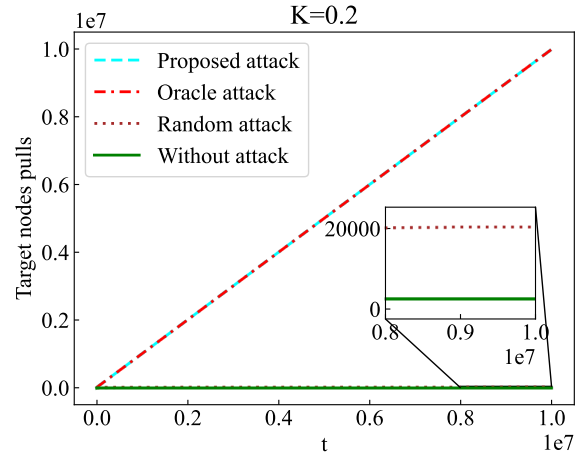 K=0.2
1e7
Target nodes pulls
1.0
0.8
0.6
0.4
0.2
0.0
Proposed attack
Oracle attack
Random attack
Without attack
20000
0
0.8 0.9 1.0
1e7
0.0 0.2 0.4 0.6 0.8 1.0
t
1e7